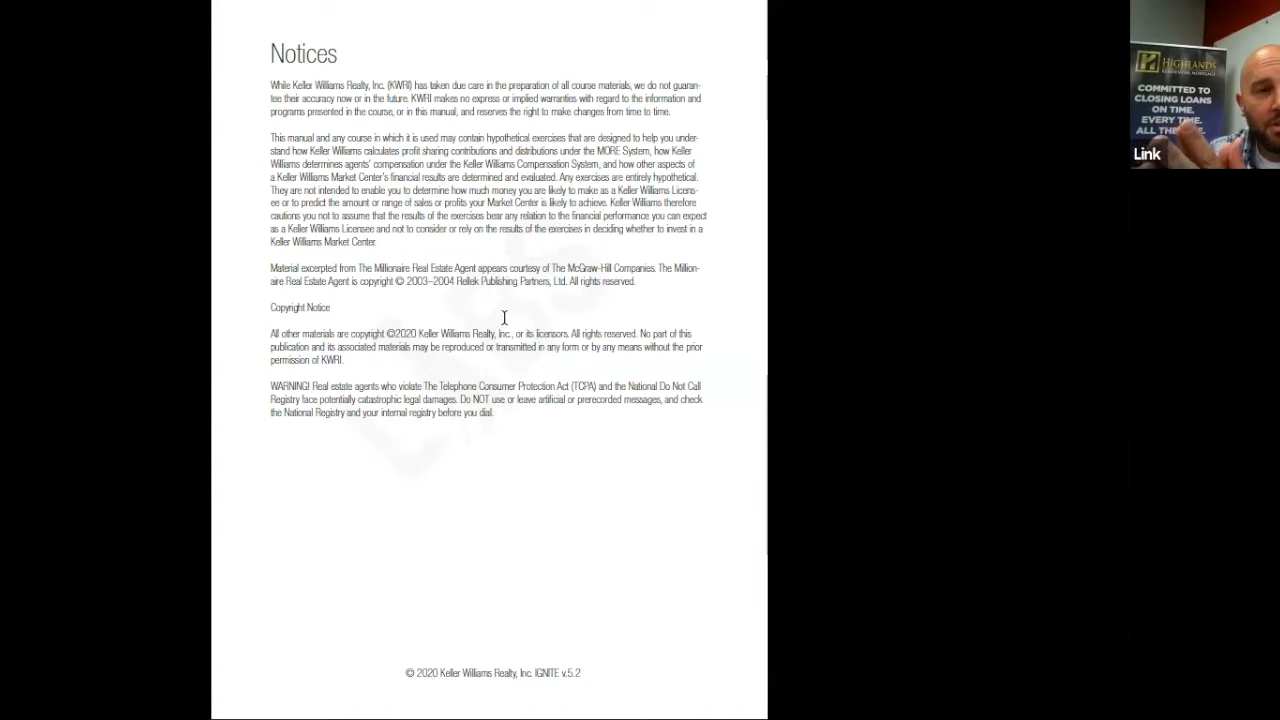 Notices
While Keller Williams Realty, Inc. (KWRI) has taken due care in the preparation of all course materials, we do not guaran-
tee their accuracy now or in the future. KWRI makes no express or implied warranties with regard to the information and
programs presented in the course, or in this manual, and reserves the right to make changes from time to time.
This manual and any course in which it is used may contain hypothetical exercises that are designed to help you under-
stand how Keller Williams calculates profit sharing contributions and distributions under the MORE System, how Keller
Williams determines agents' compensation under the Keller Williams Compensation System, and how other aspects of
a Keller Williams Market Center's financial results are determined and evaluated. Any exercises are entirely hypothetical.
They are not intended to enable you to determine how much money you are likely to make as a Keller Williams Licens-
ee or to predict the amount or range of sales or profits your Market Center is likely to achieve. Keller Williams therefore
cautions you not to assume that the results of the exercises bear any relation to the financial performance you can expect
as a Keller Williams Licensee and not to consider or rely on the results of the exercises in deciding whether to invest in a
Keller Williams Market Center.
Material excerpted from The Millionaire Real Estate Agent appears courtesy of The McGraw-Hill Companies. The Million-
aire Real Estate Agent is copyright © 2003–2004 Rellek Publishing Partners, Ltd. All rights reserved.
Copyright Notice
All other materials are copyright ©2020 Keller Williams Realty, Inc., or its licensors. All rights reserved. No part of this
publication and its associated materials may be reproduced or transmitted in any form or by any means without the prior
permission of KWRI.
WARNING! Real estate agents who violate The Telephone Consumer Protection Act (TCPA) and the National Do Not Call
Registry face potentially catastrophic legal damages. Do NOT use or leave artificial or prerecorded messages, and check
the National Registry and your internal registry before you dial.
© 2020 Keller Williams Realty, Inc. IGNITE v.5.2
HIGHLANDS
RESIDENTIAL MORTGAGE
COMMITTED TO
CLOSING LOANS
ON TIME.
EVERY TIME.
ALL THE
Link